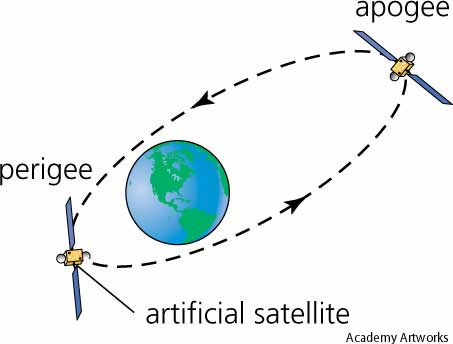 apogee
perigee
artificial satellite
Academy Artworks